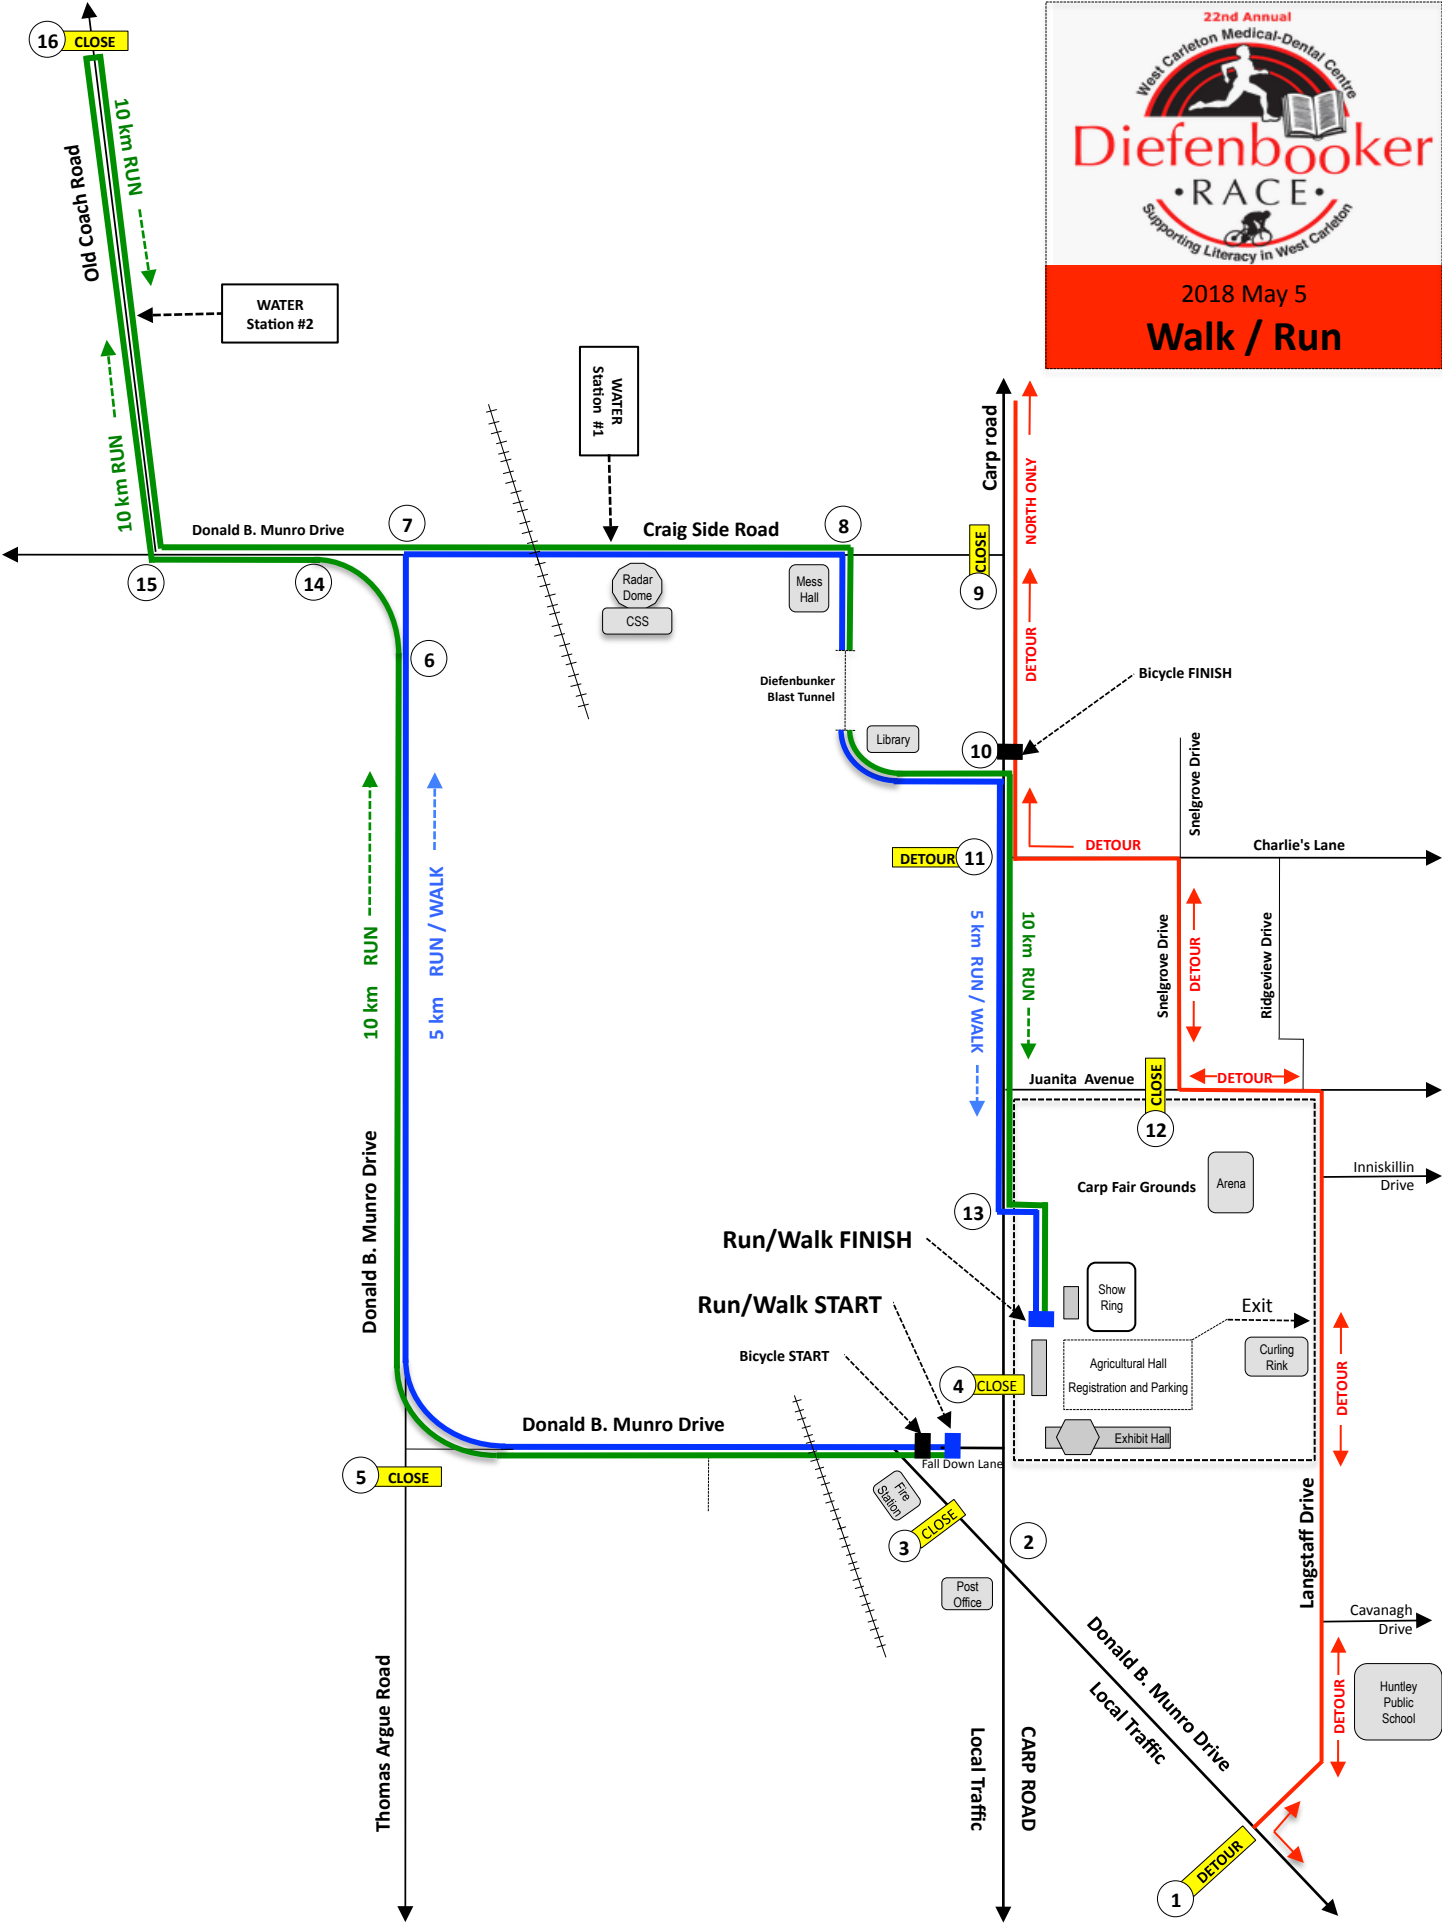 22nd Annual
West Carleton Medical-Dental Centre
Diefenbooker
•RACE•
Supporting Literacy in West Carleton
2018 May 5
Walk / Run
16
CLOSE
10 km RUN
Old Coach Road
WATER
Station #2
10 km RUN
WATER
Station #1
Carp road
NORTH ONLY
DETOUR
Donald B. Munro Drive
7
Craig Side Road
8
CLOSE
9
15
14
Radar
Dome
CSS
Mess
Hall
6
Diefenbunker
Blast Tunnel
Bicycle FINISH
Library
10
Snelgrove Drive
DETOUR
11
DETOUR
Charlie's Lane
10 km RUN
5 km RUN / WALK
5 km RUN / WALK
10 km RUN
Snelgrove Drive
DETOUR
Ridgeview Drive
Juanita Avenue
CLOSE
DETOUR
12
Carp Fair Grounds
Arena
Inniskillin
Drive
Donald B. Munro Drive
13
Run/Walk FINISH
Run/Walk START
Show
Ring
Exit
Bicycle START
Agricultural Hall
Registration and Parking
Curling
Rink
4
CLOSE
DETOUR
Donald B. Munro Drive
Exhibit Hall
Fall Down Lane
5
CLOSE
Fire
Station
3
CLOSE
2
Langstaff Drive
Post
Office
Cavanagh
Drive
Donald B. Munro Drive
Local Traffic
Huntley
Public
School
DETOUR
Thomas Argue Road
Local Traffic
CARP ROAD
DETOUR
1